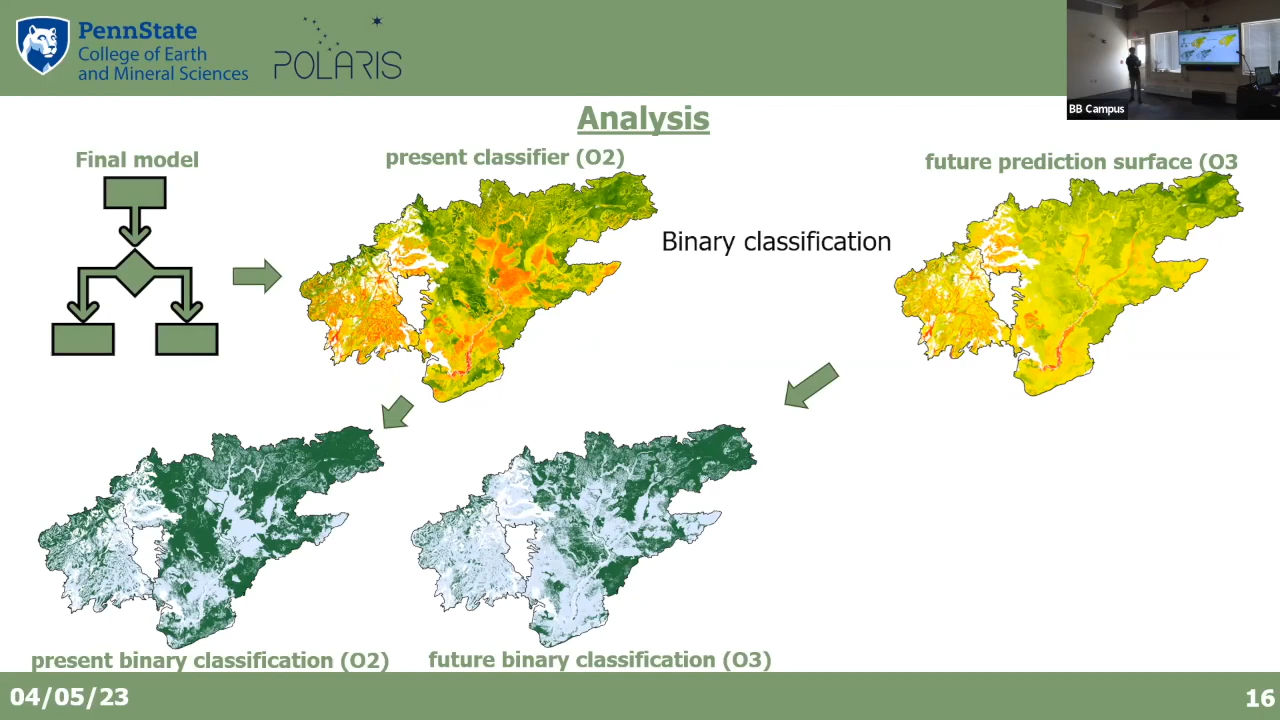 PennState
College of Earth
and Mineral Sciences
POLARIS
BB Campus
Analysis
Final model
present classifier (O2)
future prediction surface (O3
Binary classification
present binary classification (O2)
future binary classification (O3)
04/05/23
16